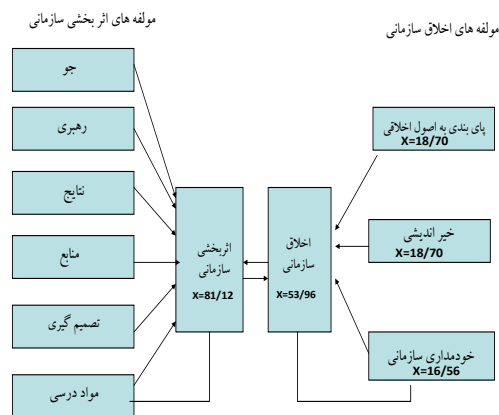 مولفه های اخلاق سازمانی
مولفه های اثر بخشی سازمانی
پای بندی به اصول اخلاقی
X=18/70
خیر اندیشی
X=18/70
خودمداری سازمانی
X=16/56
اخلاق
سازمانی
X=53/96
اثربخشی
سازمانی
X=81/12
جو
رهبری
نتایج
منابع
تصمیم گیری
مواد درسی